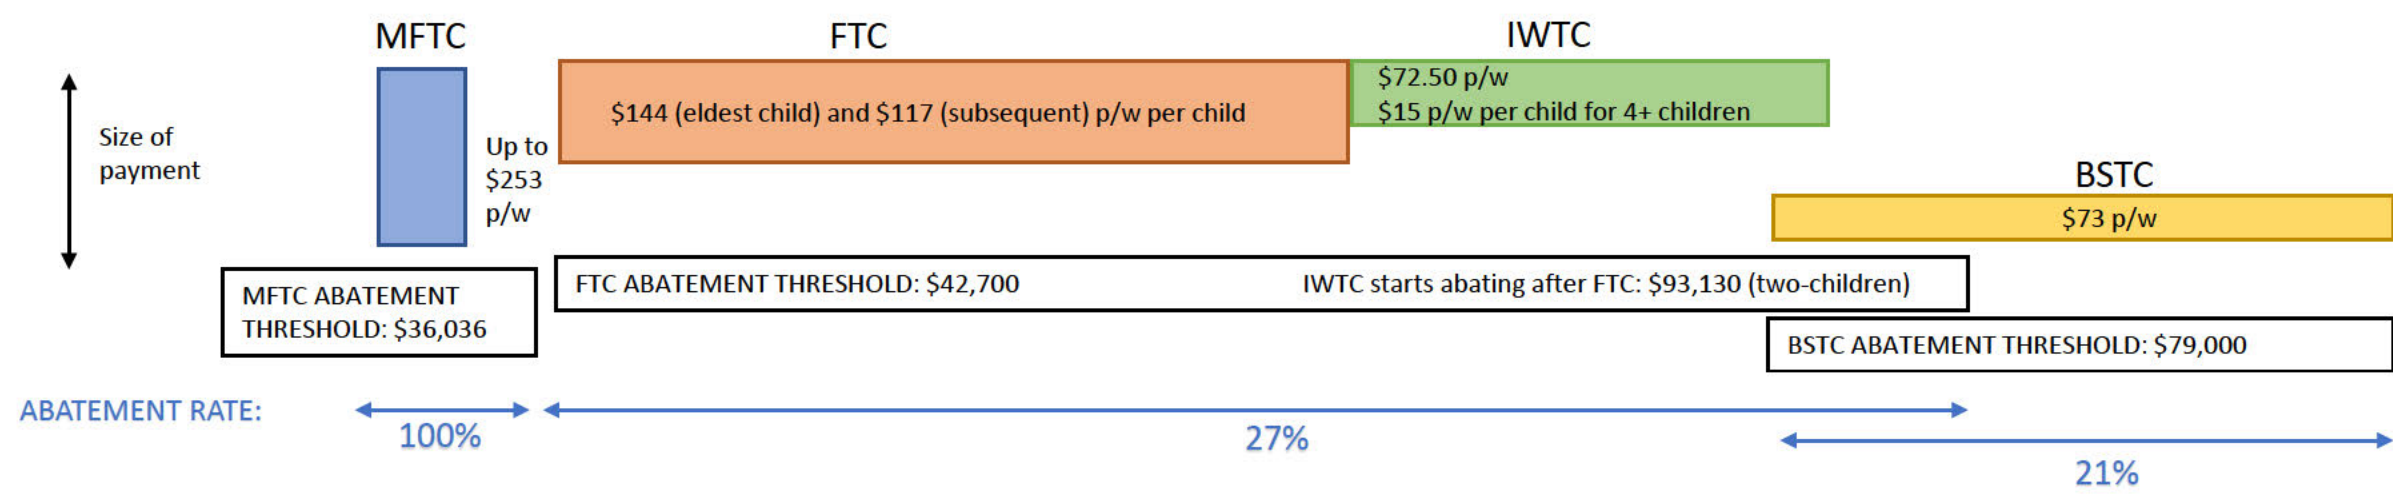 MFTC
FTC
IWTC
Size of
payment
Up to
$253
p/w
$144 (eldest child) and $117 (subsequent) p/w per child
$72.50 p/w
$15 p/w per child for 4+ children
BSTC
$73 p/w
MFTC ABATEMENT
THRESHOLD: $36,036
FTC ABATEMENT THRESHOLD: $42,700
IWTC starts abating after FTC: $93,130 (two-children)
BSTC ABATEMENT THRESHOLD: $79,000
ABATEMENT RATE:
100%
27%
21%